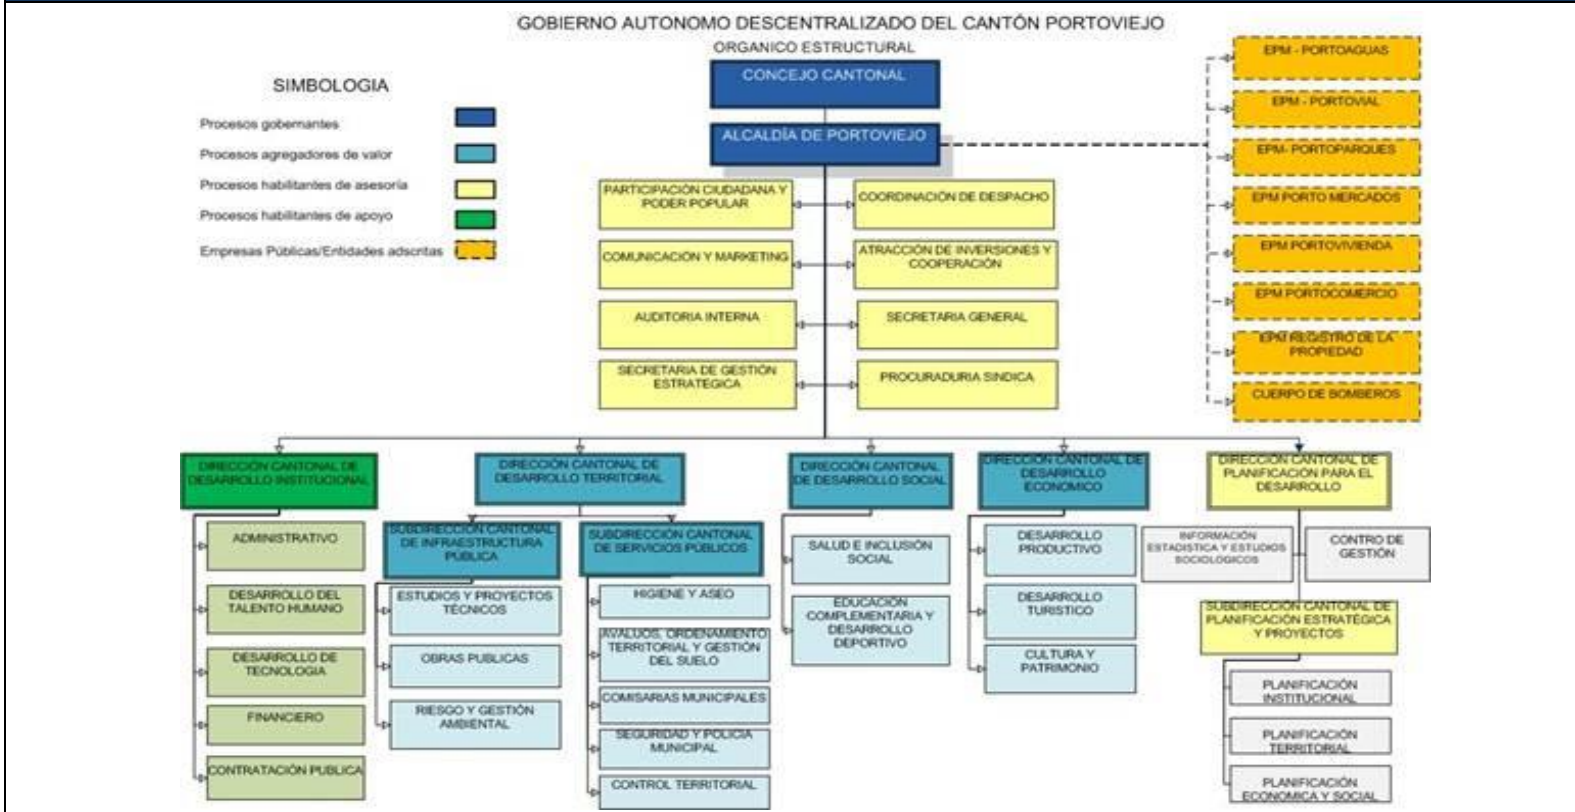 GOBIERNO AUTONOMO DESCENTRALIZADO DEL CANTÓN PORTOVIEJO
ORGANICO ESTRUCTURAL
SIMBOLOGIA
Procesos gobernantes
Procesos agregadores de valor
Procesos habilitantes de asesoría
Procesos habilitantes de apoyo
Empresas Públicas/Entidades adscritas
CONCEJO CANTONAL
ALCALDÍA DE PORTOVIEJO
PARTICIPACIÓN CIUDADANA Y
PODER POPULAR
COORDINACIÓN DE DESPACHO
COMUNICACIÓN Y MARKETING
ATRACCIÓN DE INVERSIONES Y
COOPERACIÓN
AUDITORIA INTERNA
SECRETARIA GENERAL
SECRETARIA DE GESTIÓN
ESTRATEGICA
PROCURADURIA SINDICA
EPM - PORTOAGUAS
EPM - PORTOVIAL
EPM- PORTOPARQUES
EPM PORTO MERCADOS
EPM PORTOVIVIENDA
EPM PORTOCOMERCIO
EPM REGISTRO DE LA
PROPIEDAD
CUERPO DE BOMBEROS
DIRECCIÓN CANTONAL DE
DESARROLLO INSTITUCIONAL
ADMINISTRATIVO
DESARROLLO DEL
TALENTO HUMANO
DESARROLLO DE
TECNOLOGIA
FINANCIERO
CONTRATACIÓN PUBLICA
DIRECCIÓN CANTONAL DE
DESARROLLO TERRITORIAL
SUBDIRECCIÓN CANTONAL
DE INFRAESTRUCTURA
PÚBLICA
ESTUDIOS Y PROYECTOS
TÉCNICOS
OBRAS PUBLICAS
RIESGO Y GESTIÓN
AMBIENTAL
SUBDIRECCIÓN CANTONAL
DE SERVICIOS PÚBLICOS
HIGIENE Y ASEO
AVALUOS, ORDENAMIENTO
TERRITORIAL Y GESTIÓN
DEL SUELO
COMISARIAS MUNICIPALES
SEGURIDAD Y POLICIA
MUNICIPAL
CONTROL TERRITORIAL
DIRECCIÓN CANTONAL
DE DESARROLLO SOCIAL
SALUD E INCLUSIÓN
SOCIAL
EDUCACIÓN
COMPLEMENTARIA Y
DESARROLLO
DEPORTIVO
DIRECCIÓN CANTONAL DE
DESARROLLO
ECONOMICO
DESARROLLO
PRODUCTIVO
DESARROLLO
TURISTICO
CULTURA Y
PATRIMONIO
DIRECCIÓN CANTONAL DE
PLANIFICACIÓN PARA EL
DESARROLLO
INFORMACIÓN
ESTADISTICA Y ESTUDIOS
SOCIOLOGICOS
CONTRO DE
GESTIÓN
SUBDIRECCIÓN CANTONAL DE
PLANIFICACIÓN ESTRATÉGICA
Y PROYECTOS
PLANIFICACIÓN
INSTITUCIONAL
PLANIFICACIÓN
TERRITORIAL
PLANIFICACIÓN
ECONOMICA Y SOCIAL